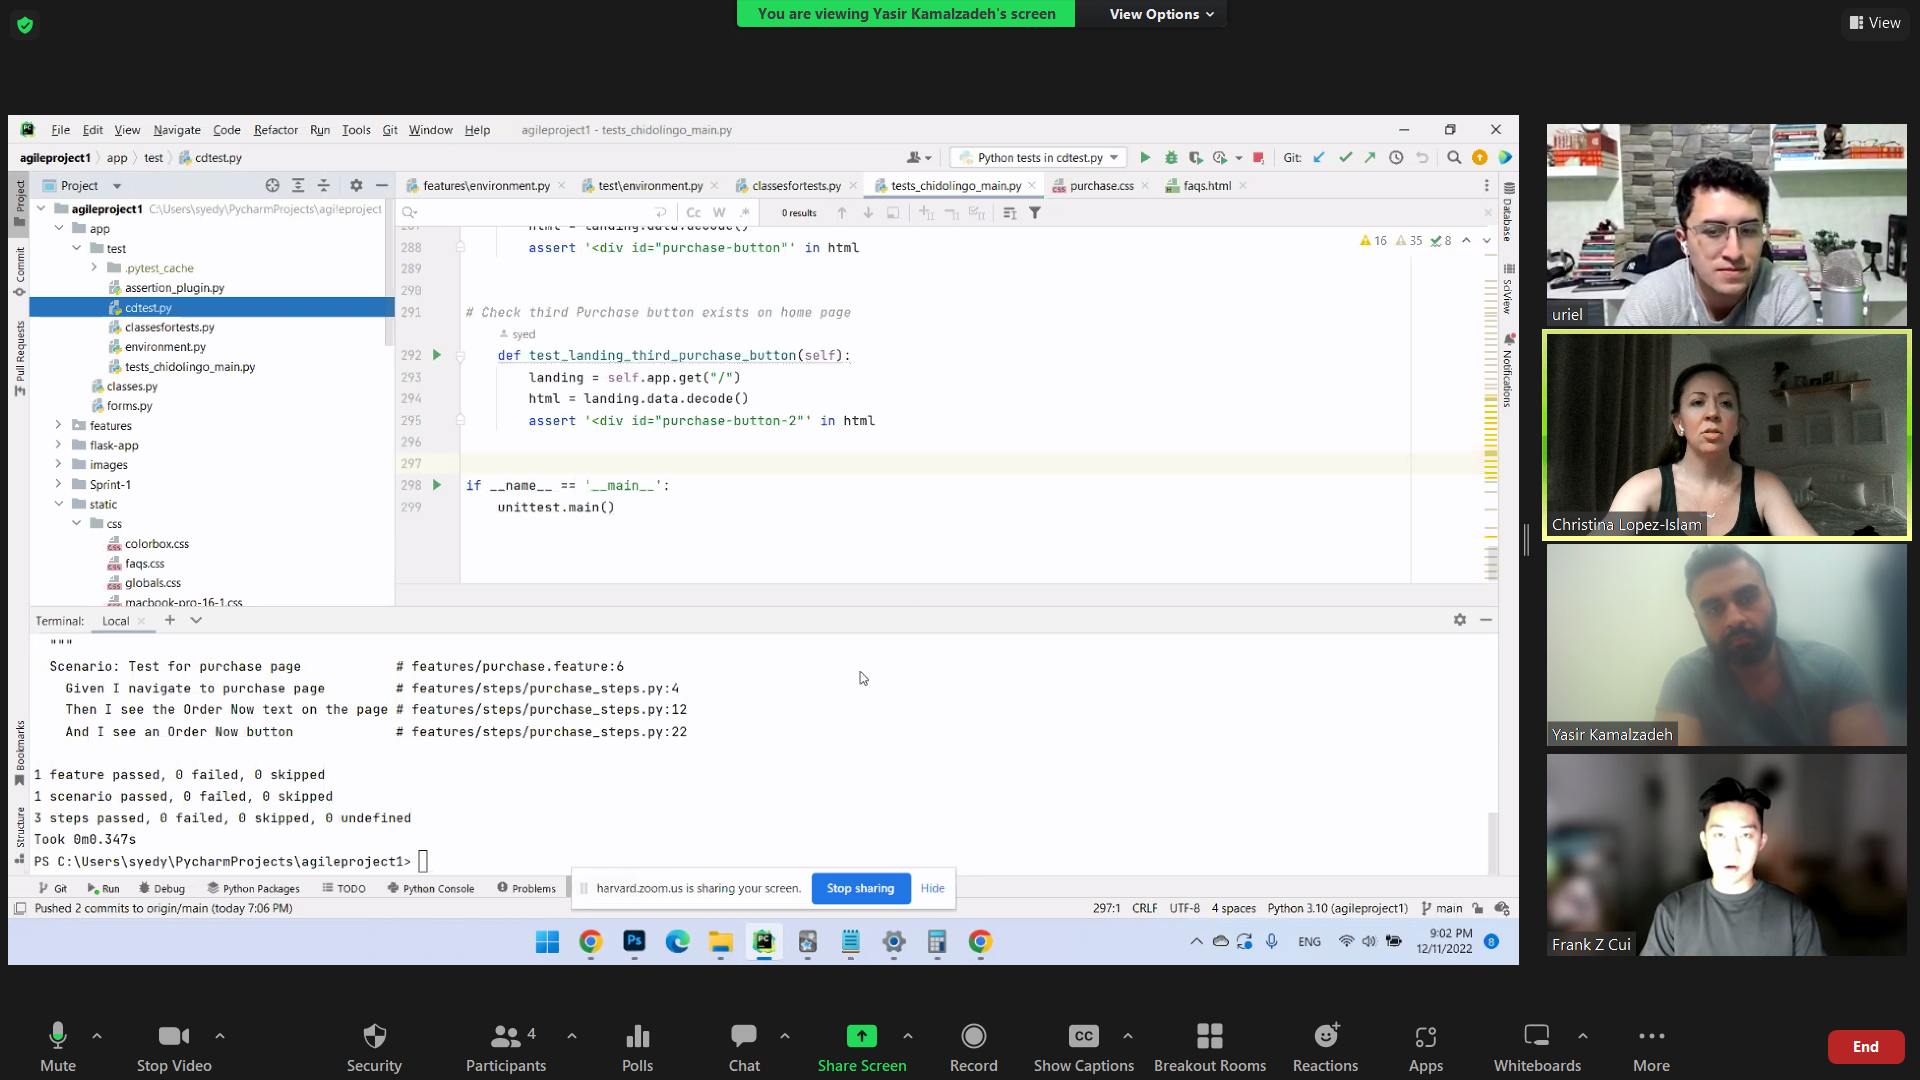 You are viewing Yasir Kamalzadeh's screen
View Options
View
File Edit View Navigate Code Refactor Run Tools Git Window Help
agileproject1 - tests_chidolingo_main.py
agileproject1 app test cdtest.py
Python tests in cdtest.py
Git:
Project
features\environment.py
test\environment.py
classesfortests.py
tests_chidolingo_main.py
purchase.css
faqs.html
Cc W .*
0 results
agileproject1 C:\Users\syedy\PycharmProjects\agileproject
app
test
.pytest_cache
assertion_plugin.py
cdtest.py
classesfortests.py
environment.py
tests_chidolingo_main.py
classes.py
forms.py
features
flask-app
images
Sprint-1
static
css
colorbox.css
faqs.css
globals.css
macbook-pro-16-1.css
Project
Commit
Pull Requests
Bookmarks
Structure
287 html = landing.data.decode()
288 assert '<div id="purchase-button"' in html
289
290
291 # Check third Purchase button exists on home page
syed
292 def test_landing_third_purchase_button(self):
293 landing = self.app.get("/")
294 html = landing.data.decode()
295 assert '<div id="purchase-button-2"' in html
296
297
298 if __name__ == '__main__':
299 unittest.main()
16 35 8
Database
SciView
Notifications
Terminal: Local
"""
Scenario: Test for purchase page # features/purchase.feature:6
Given I navigate to purchase page # features/steps/purchase_steps.py:4
Then I see the Order Now text on the page # features/steps/purchase_steps.py:12
And I see an Order Now button # features/steps/purchase_steps.py:22
1 feature passed, 0 failed, 0 skipped
1 scenario passed, 0 failed, 0 skipped
3 steps passed, 0 failed, 0 skipped, 0 undefined
Took 0m0.347s
PS C:\Users\syedy\PycharmProjects\agileproject1>
Git Run Debug Python Packages TODO Python Console Problems
harvard.zoom.us is sharing your screen. Stop sharing Hide
Pushed 2 commits to origin/main (today 7:06 PM)
297:1 CRLF UTF-8 4 spaces Python 3.10 (agileproject1) main
Ps
PC
ENG
9:02 PM
12/11/2022
8
uriel
Christina Lopez-Islam
Yasir Kamalzadeh
Frank Z Cui
Mute
Stop Video
Security
4
Participants
Polls
Chat
Share Screen
Record
CC
Show Captions
Breakout Rooms
Reactions
Apps
Whiteboards
More
End